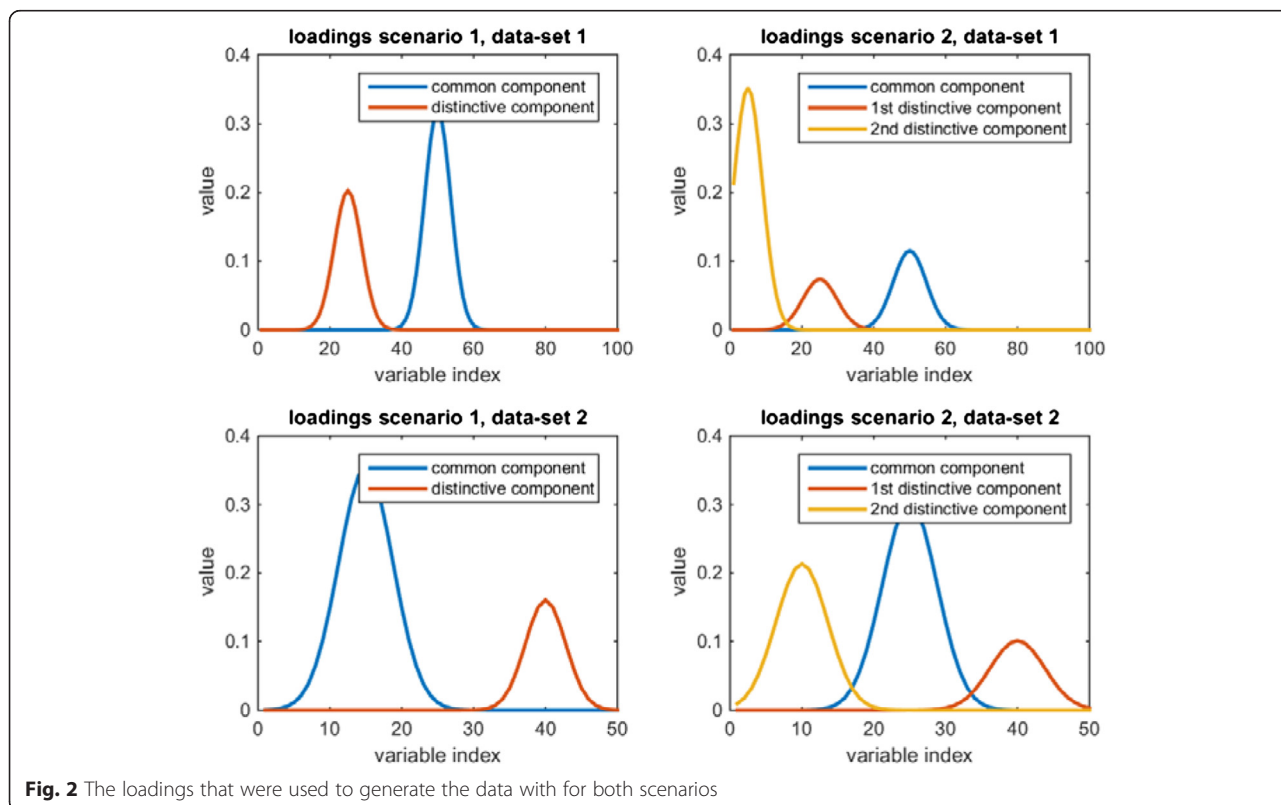 loadings scenario 1, data-set 1
0.4
0.3
0.2
0.1
0
value
common component
distinctive component
0 20 40 60 80 100
variable index
loadings scenario 2, data-set 1
0.4
0.3
0.2
0.1
0
value
common component
1st distinctive component
2nd distinctive component
0 20 40 60 80 100
variable index
loadings scenario 1, data-set 2
0.4
0.3
0.2
0.1
0
value
common component
distinctive component
0 10 20 30 40 50
variable index
loadings scenario 2, data-set 2
0.4
0.3
0.2
0.1
0
value
common component
1st distinctive component
2nd distinctive component
0 10 20 30 40 50
variable index
Fig. 2 The loadings that were used to generate the data with for both scenarios